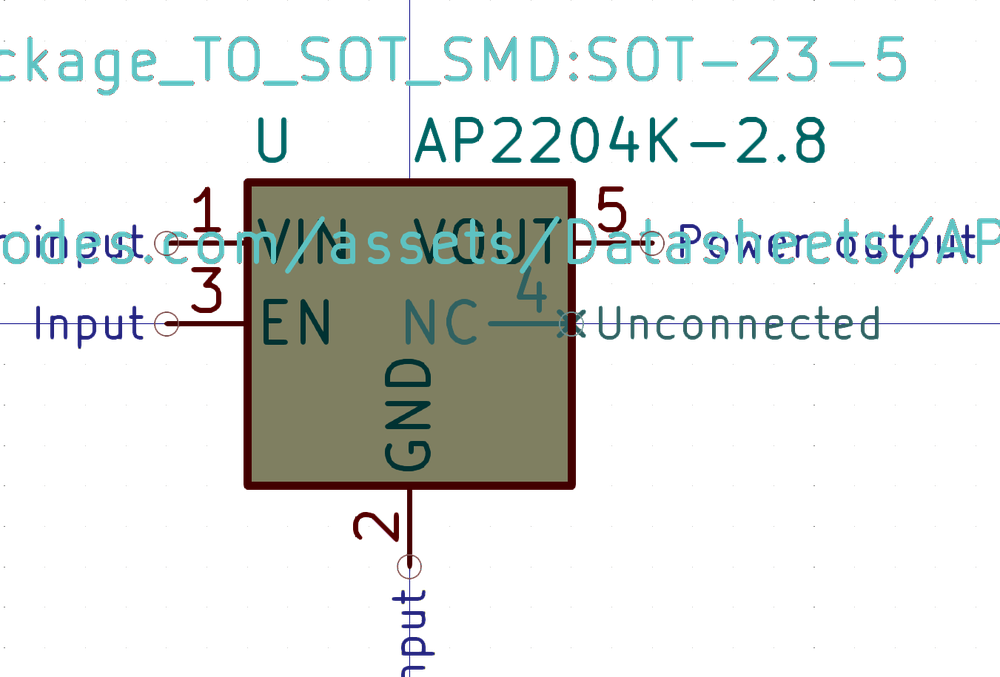 ckage_TO_SOT_SMD:SOT-23-5
U AP2204K-2.8
1 5
r input VIN VOUT Power output
odes.com/assets/Datasheets/AP
3 4
Input EN NC Unconnected
GND
2
nput